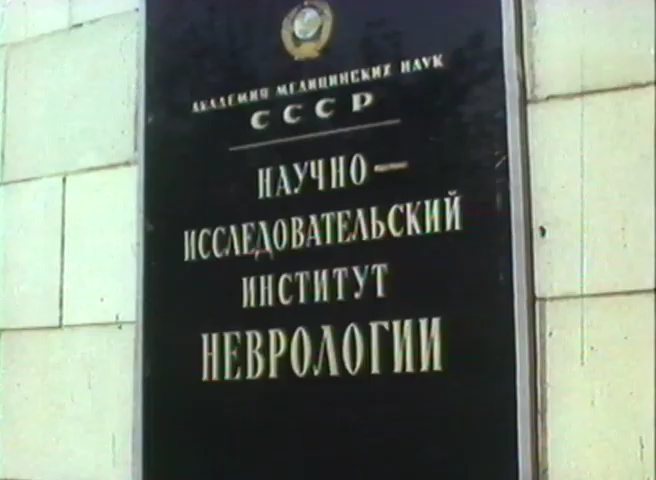 АКАДЕМИЯ МЕДИЦИНСКИХ НАУК
СССР
НАУЧНО—
ИССЛЕДОВАТЕЛЬСКИЙ
ИНСТИТУТ
НЕВРОЛОГИИ